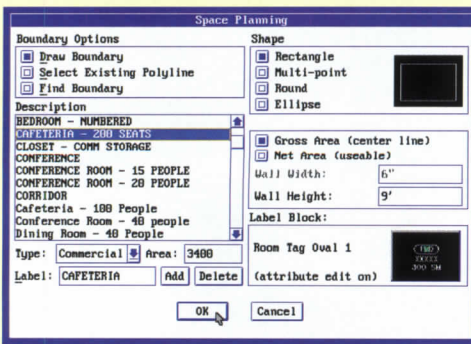 Space Planning
Boundary Options
Draw Boundary
Select Existing Polyline
Find Boundary
Description
BEDROOM - NUMBERED
CAFETERIA - 200 SEATS
CLOSET - COMM STORAGE
CONFERENCE
CONFERENCE ROOM - 15 PEOPLE
CONFERENCE ROOM - 20 PEOPLE
CORRIDOR
Cafeteria - 100 People
Conference Room - 40 people
Dining Room - 40 People
Type: Commercial Area: 3400
Label: CAFETERIA Add Delete
Shape
Rectangle
Multi-point
Round
Ellipse
Gross Area (center line)
Net Area (useable)
Wall Width: 6"
Wall Height: 9'
Label Block:
Room Tag Oval 1
(attribute edit on)
XXXXX
300 SM
OK Cancel